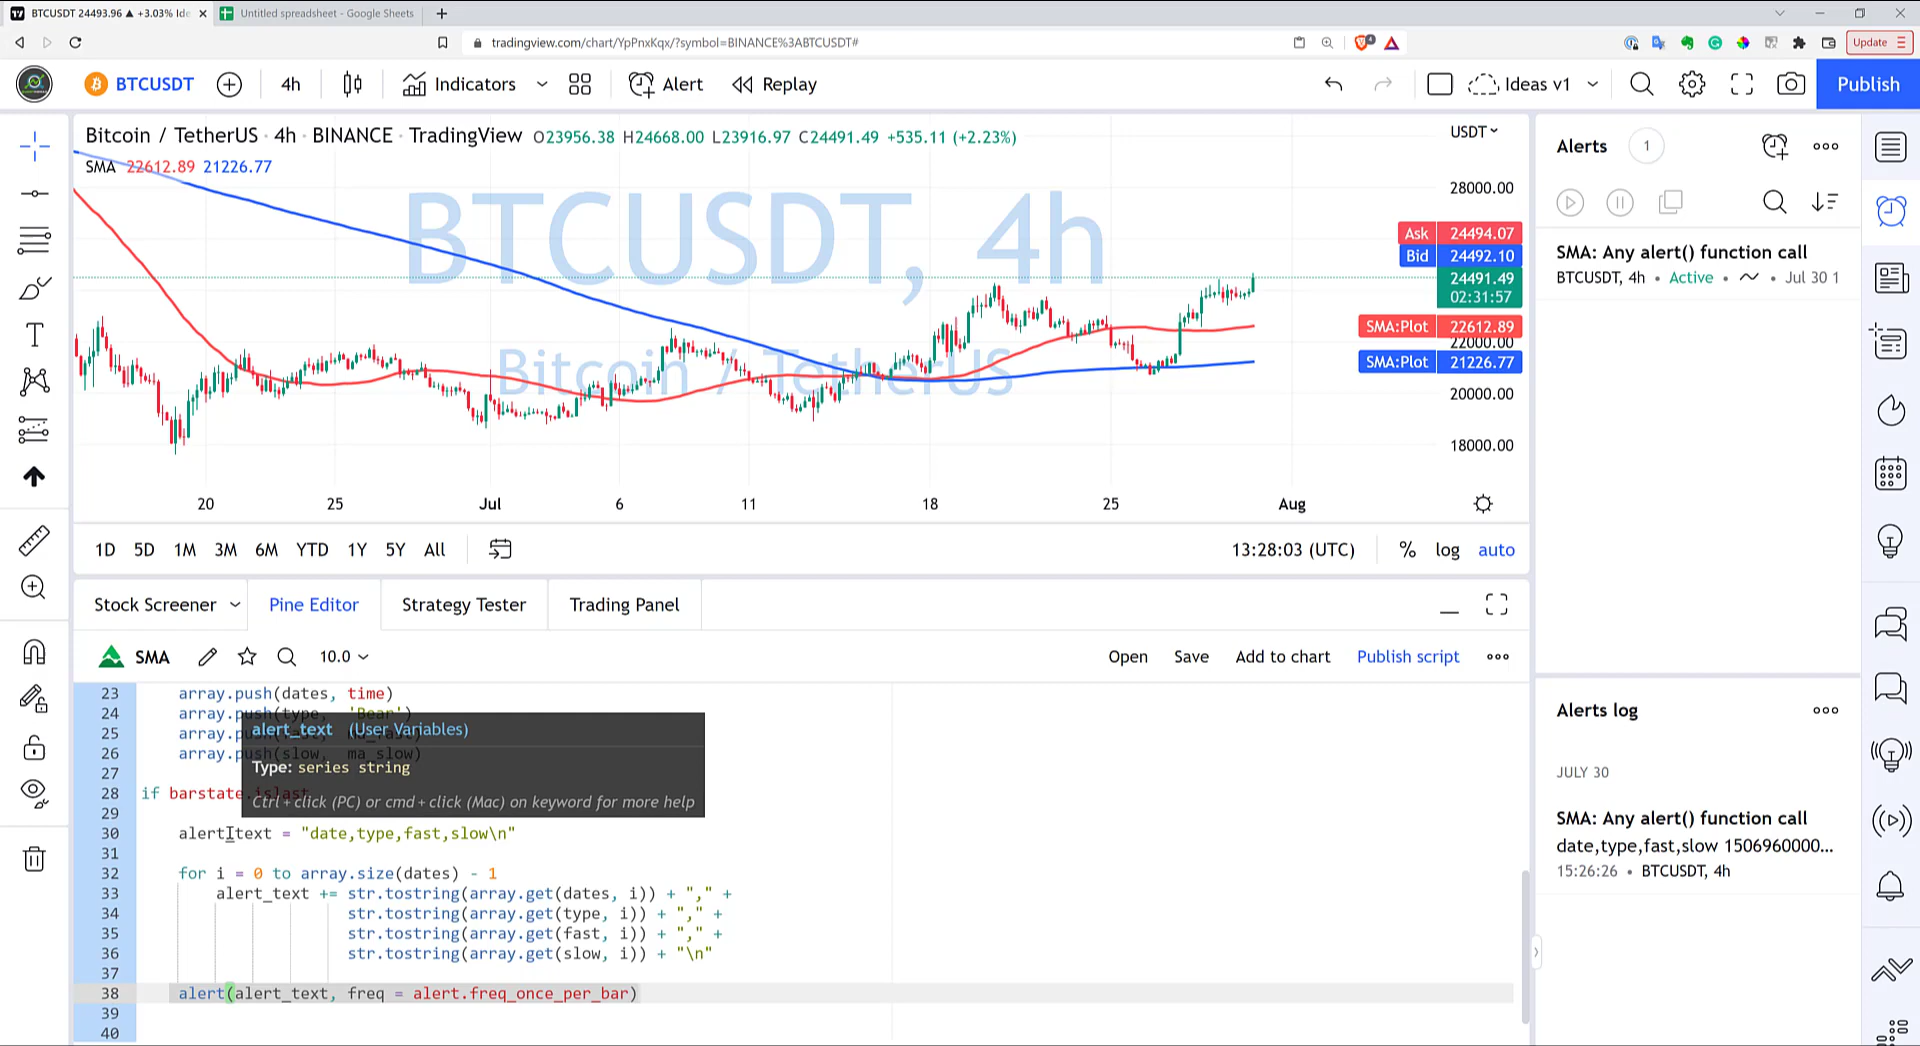 BTCUSDT 24493.96 ▲ +3.03% Ide
Untitled spreadsheet - Google Sheets
tradingview.com/chart/YpPnxKqx/?symbol=BINANCE%3ABTCUSDT#
Update
BTCUSDT
4h
Indicators
Alert
Replay
Ideas v1
Publish
Bitcoin / TetherUS · 4h · BINANCE · TradingView O23956.38 H24668.00 L23916.97 C24491.49 +535.11 (+2.23%)
SMA 22612.89 21226.77
BTCUSDT, 4h
Bitcoin / TetherUS
USDT
28000.00
Ask 24494.07
Bid 24492.10
24491.49
02:31:57
SMA:Plot 22612.89
22000.00
SMA:Plot 21226.77
20000.00
18000.00
20 25 Jul 6 11 18 25 Aug
1D 5D 1M 3M 6M YTD 1Y 5Y All
13:28:03 (UTC) % log auto
Stock Screener
Pine Editor
Strategy Tester
Trading Panel
SMA
10.0
Open
Save
Add to chart
Publish script
23 array.push(dates, time)
24 array.push(type, 'Bear')
25 array.push(fast, ma_fast)
26 array.push(slow, ma_slow)
27
28 if barstate.islast
29
30 alert_text = "date,type,fast,slow\n"
31
32 for i = 0 to array.size(dates) - 1
33 alert_text += str.tostring(array.get(dates, i)) + "," +
34 str.tostring(array.get(type, i)) + "," +
35 str.tostring(array.get(fast, i)) + "," +
36 str.tostring(array.get(slow, i)) + "\n"
37
38 alert(alert_text, freq = alert.freq_once_per_bar)
39
40
alert_text (User Variables)
Type: series string
Ctrl + click (PC) or cmd + click (Mac) on keyword for more help
Alerts 1
SMA: Any alert() function call
BTCUSDT, 4h • Active • • Jul 30 1
Alerts log
JULY 30
SMA: Any alert() function call
date,type,fast,slow 1506960000...
15:26:26 • BTCUSDT, 4h